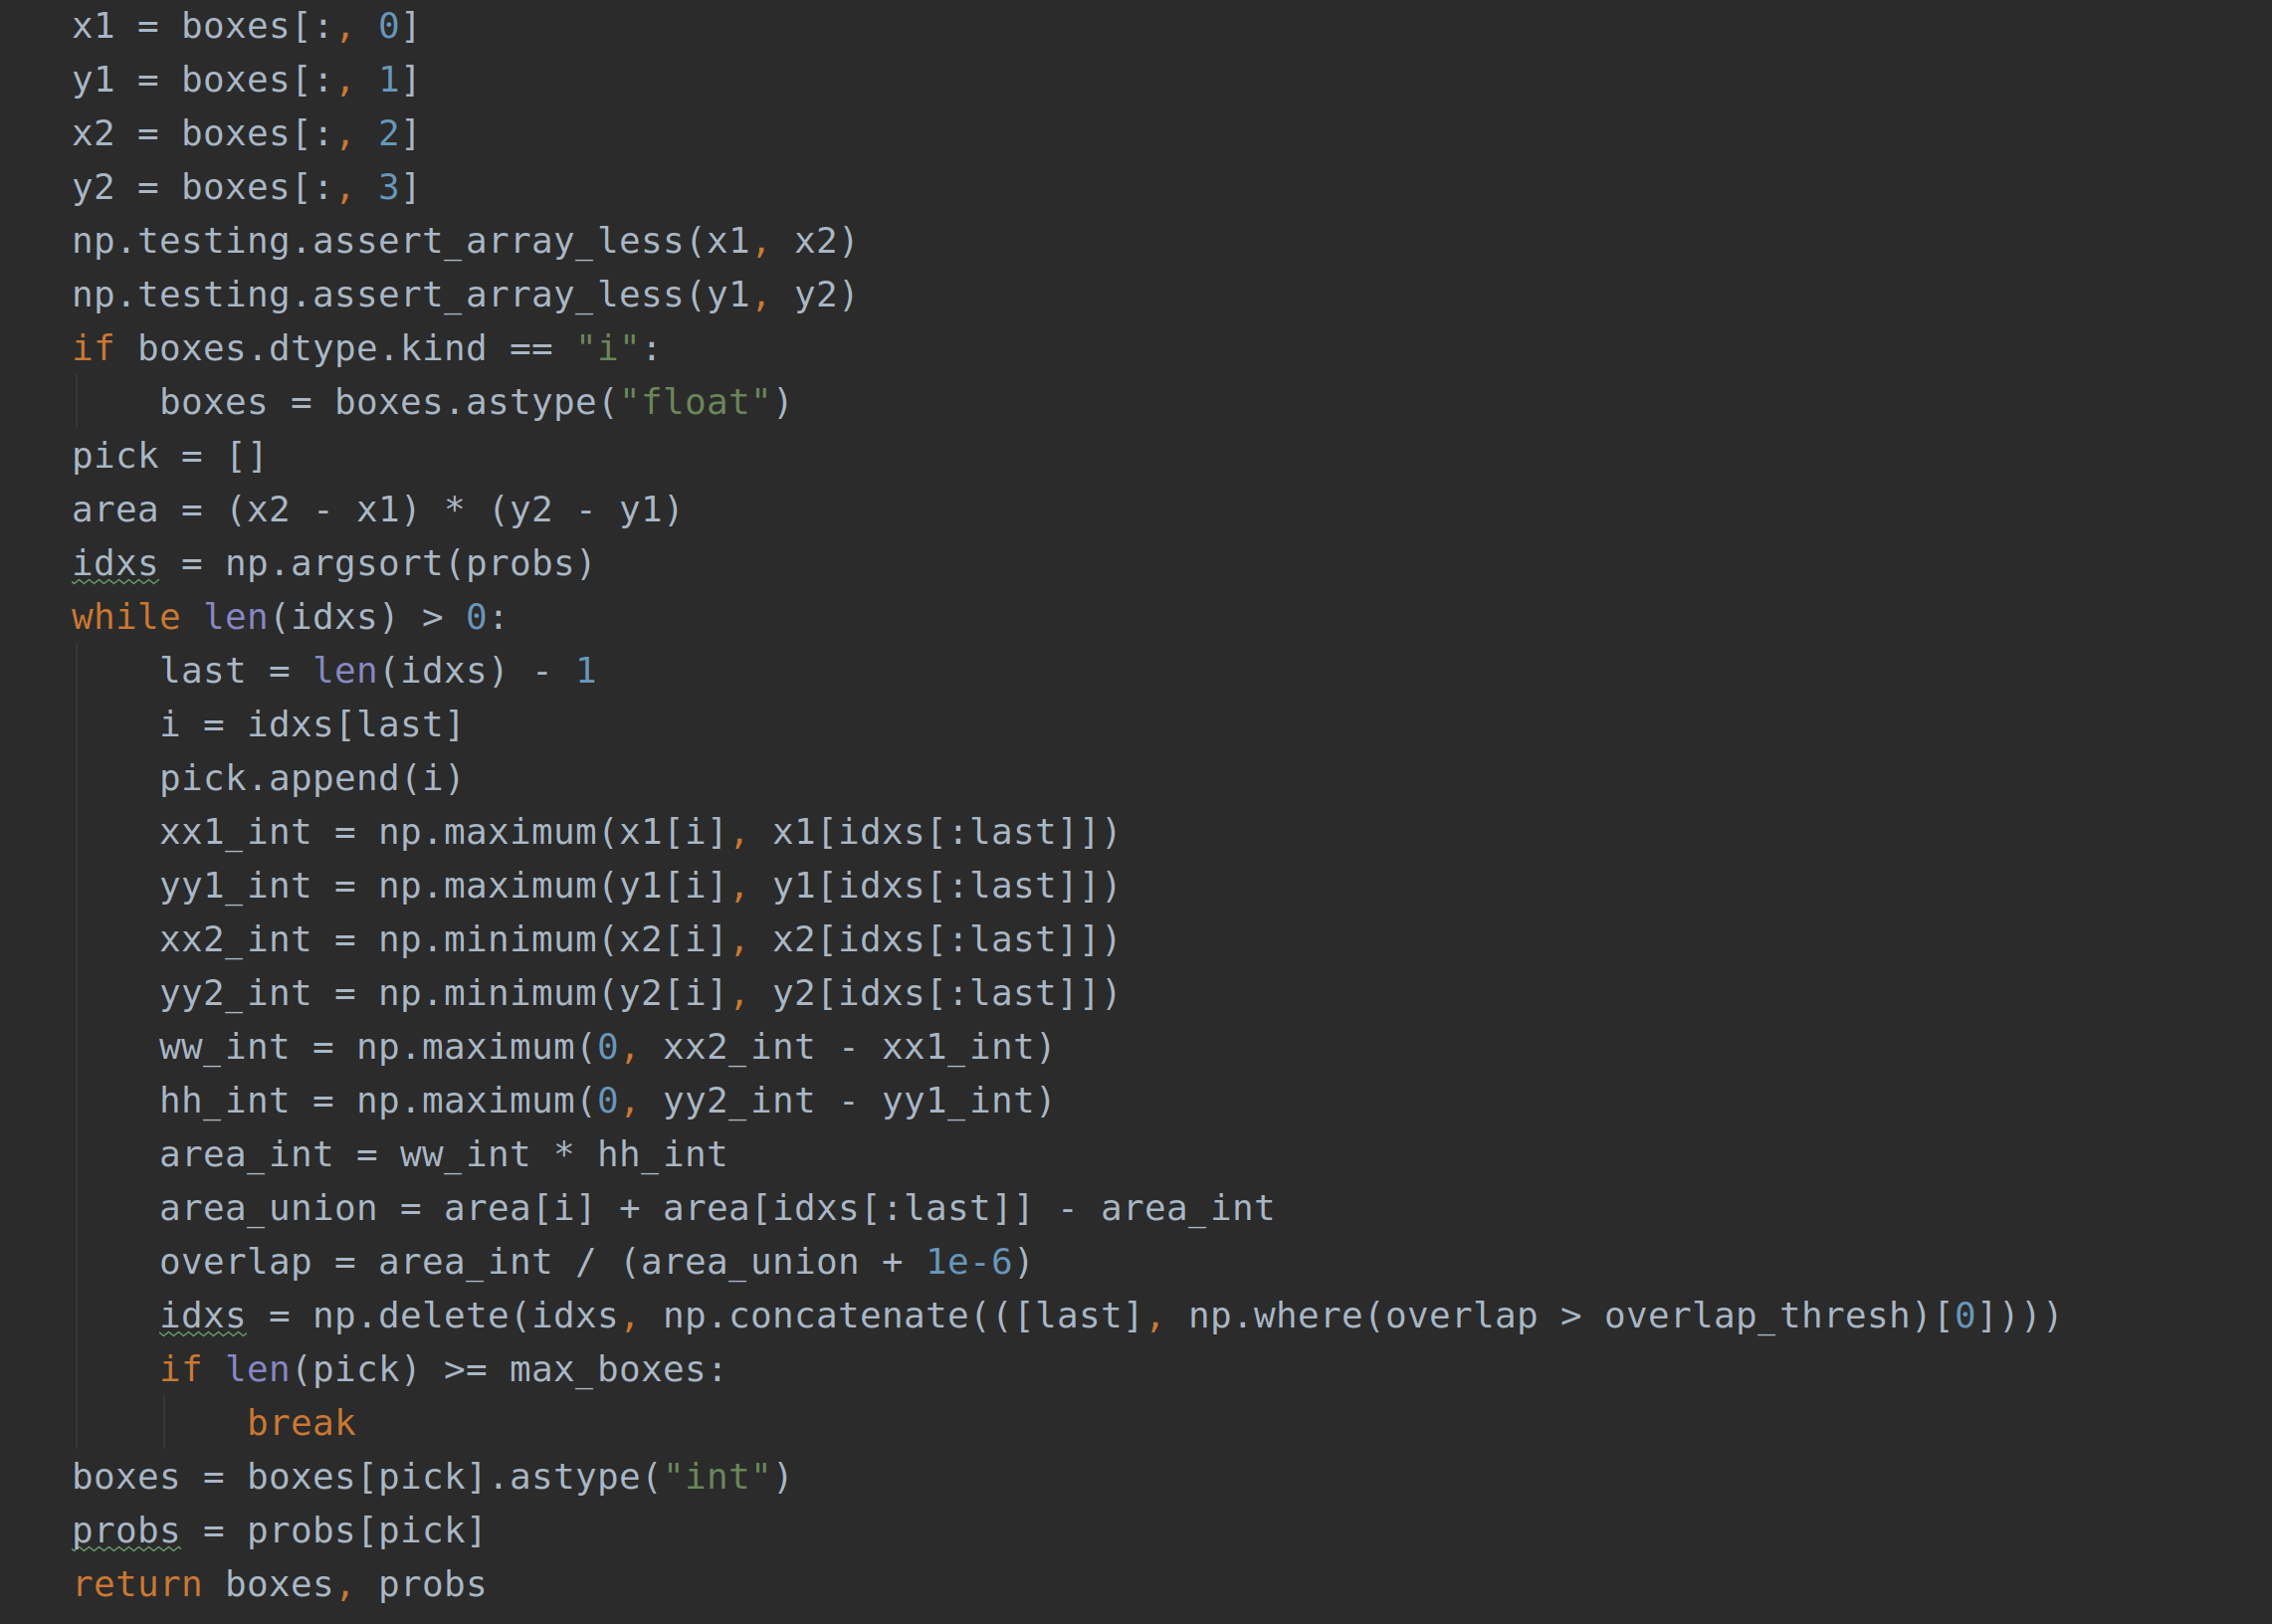 x1 = boxes[:, 0]
y1 = boxes[:, 1]
x2 = boxes[:, 2]
y2 = boxes[:, 3]
np.testing.assert_array_less(x1, x2)
np.testing.assert_array_less(y1, y2)
if boxes.dtype.kind == "i":
    boxes = boxes.astype("float")
pick = []
area = (x2 - x1) * (y2 - y1)
idxs = np.argsort(probs)
while len(idxs) > 0:
    last = len(idxs) - 1
    i = idxs[last]
    pick.append(i)
    xx1_int = np.maximum(x1[i], x1[idxs[:last]])
    yy1_int = np.maximum(y1[i], y1[idxs[:last]])
    xx2_int = np.minimum(x2[i], x2[idxs[:last]])
    yy2_int = np.minimum(y2[i], y2[idxs[:last]])
    ww_int = np.maximum(0, xx2_int - xx1_int)
    hh_int = np.maximum(0, yy2_int - yy1_int)
    area_int = ww_int * hh_int
    area_union = area[i] + area[idxs[:last]] - area_int
    overlap = area_int / (area_union + 1e-6)
    idxs = np.delete(idxs, np.concatenate(([last], np.where(overlap > overlap_thresh)[0])))
    if len(pick) >= max_boxes:
        break
boxes = boxes[pick].astype("int")
probs = probs[pick]
return boxes, probs